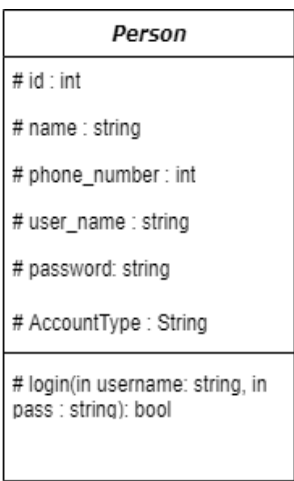 Person
# id : int
# name : string
# phone_number : int
# user_name : string
# password: string
# AccountType : String
# login(in username: string, in
pass : string): bool